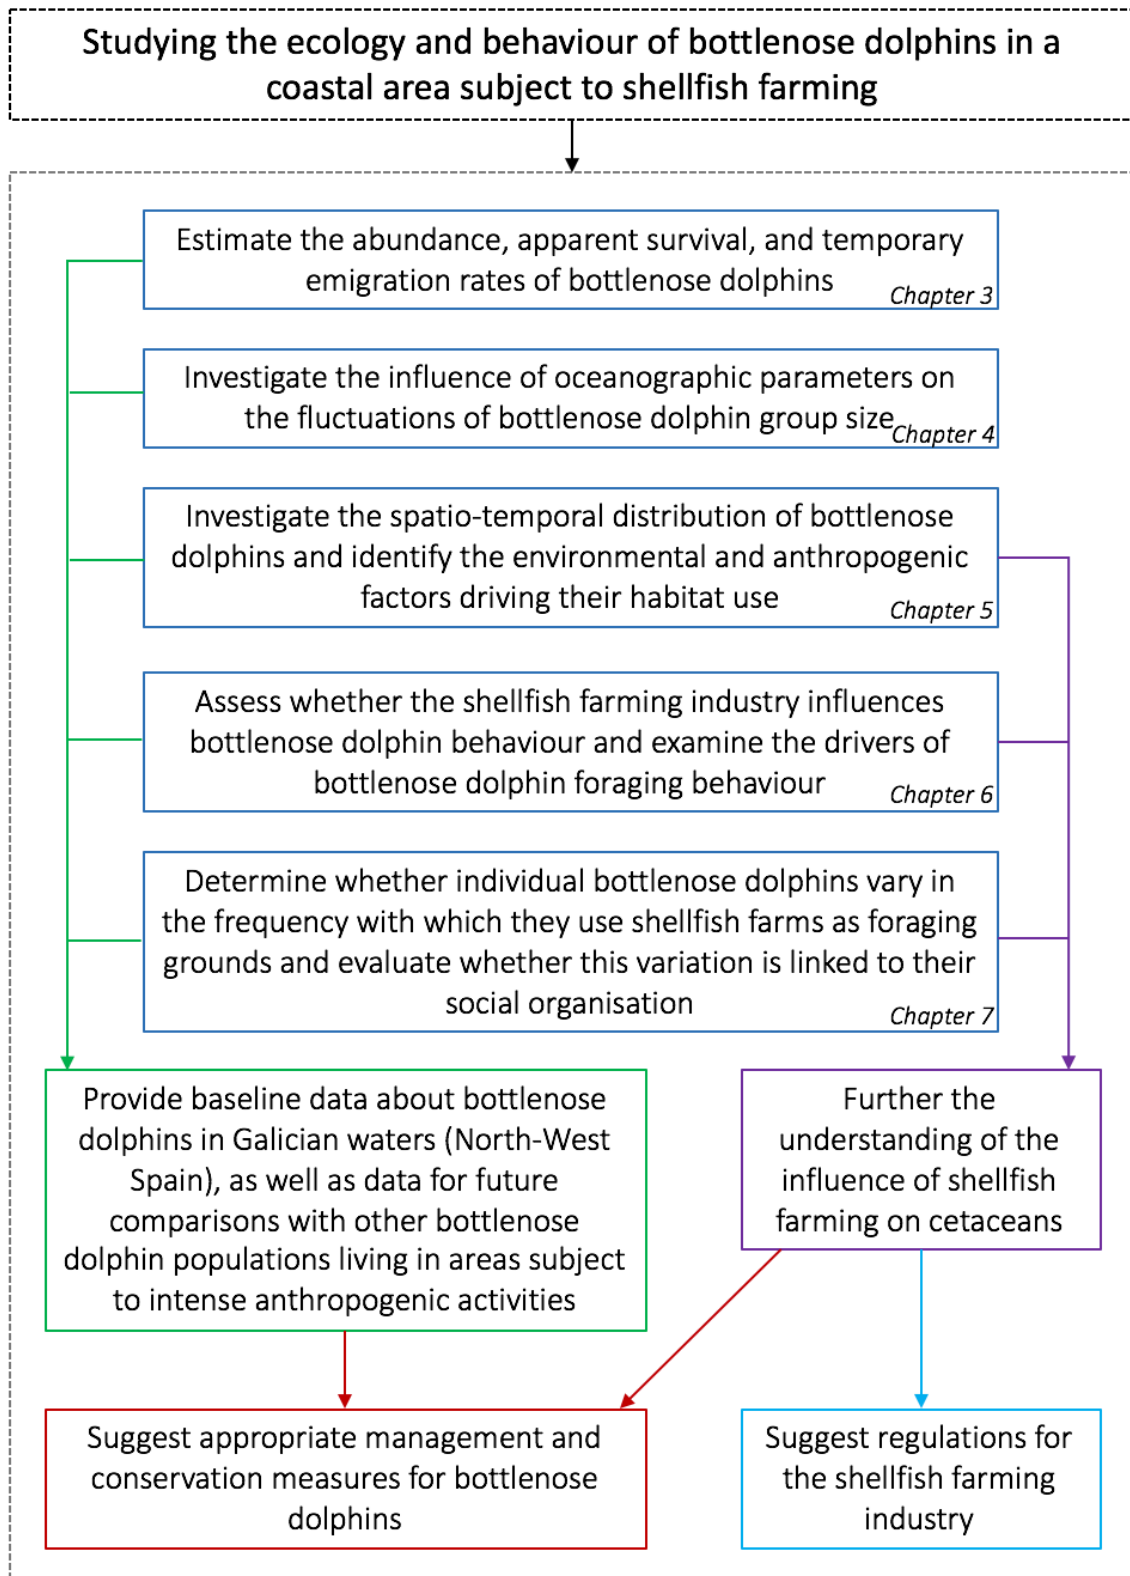 Studying the ecology and behaviour of bottlenose dolphins in a
coastal area subject to shellfish farming
Estimate the abundance, apparent survival, and temporary
emigration rates of bottlenose dolphins
Chapter 3
Investigate the influence of oceanographic parameters on
the fluctuations of bottlenose dolphin group size
Chapter 4
Investigate the spatio-temporal distribution of bottlenose
dolphins and identify the environmental and anthropogenic
factors driving their habitat use
Chapter 5
Assess whether the shellfish farming industry influences
bottlenose dolphin behaviour and examine the drivers of
bottlenose dolphin foraging behaviour
Chapter 6
Determine whether individual bottlenose dolphins vary in
the frequency with which they use shellfish farms as foraging
grounds and evaluate whether this variation is linked to their
social organisation
Chapter 7
Provide baseline data about bottlenose
dolphins in Galician waters (North-West
Spain), as well as data for future
comparisons with other bottlenose
dolphin populations living in areas subject
to intense anthropogenic activities
Further the
understanding of the
influence of shellfish
farming on cetaceans
Suggest appropriate management and
conservation measures for bottlenose
dolphins
Suggest regulations for
the shellfish farming
industry